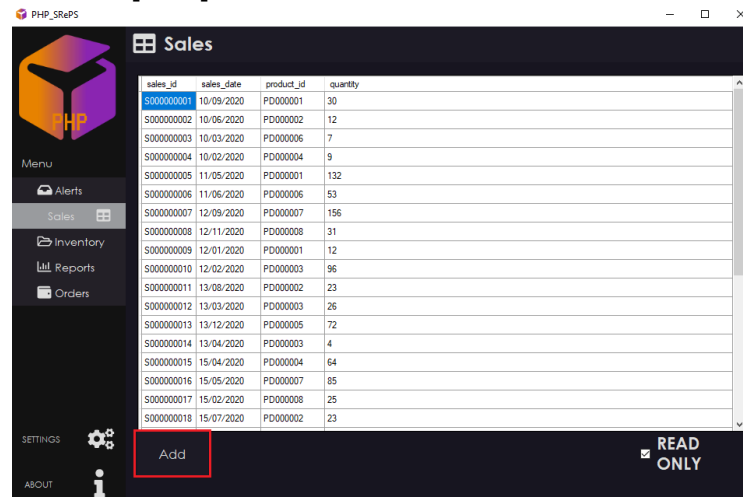 PHP_SRePS
Sales
PHP
Menu
Alerts
Sales
Inventory
Reports
Orders
SETTINGS
ABOUT
sales_id sales_date product_id quantity
S000000001 10/09/2020 PD000001 30
S000000002 10/06/2020 PD000002 12
S000000003 10/03/2020 PD000006 7
S000000004 10/02/2020 PD000004 9
S000000005 11/05/2020 PD000001 132
S000000006 11/06/2020 PD000006 53
S000000007 12/09/2020 PD000007 156
S000000008 12/11/2020 PD000008 31
S000000009 12/01/2020 PD000001 12
S000000010 12/02/2020 PD000003 96
S000000011 13/08/2020 PD000002 23
S000000012 13/03/2020 PD000003 26
S000000013 13/12/2020 PD000005 72
S000000014 13/04/2020 PD000003 4
S000000015 15/04/2020 PD000004 64
S000000016 15/05/2020 PD000007 85
S000000017 15/02/2020 PD000008 25
S000000018 15/07/2020 PD000002 23
Add
READ
ONLY